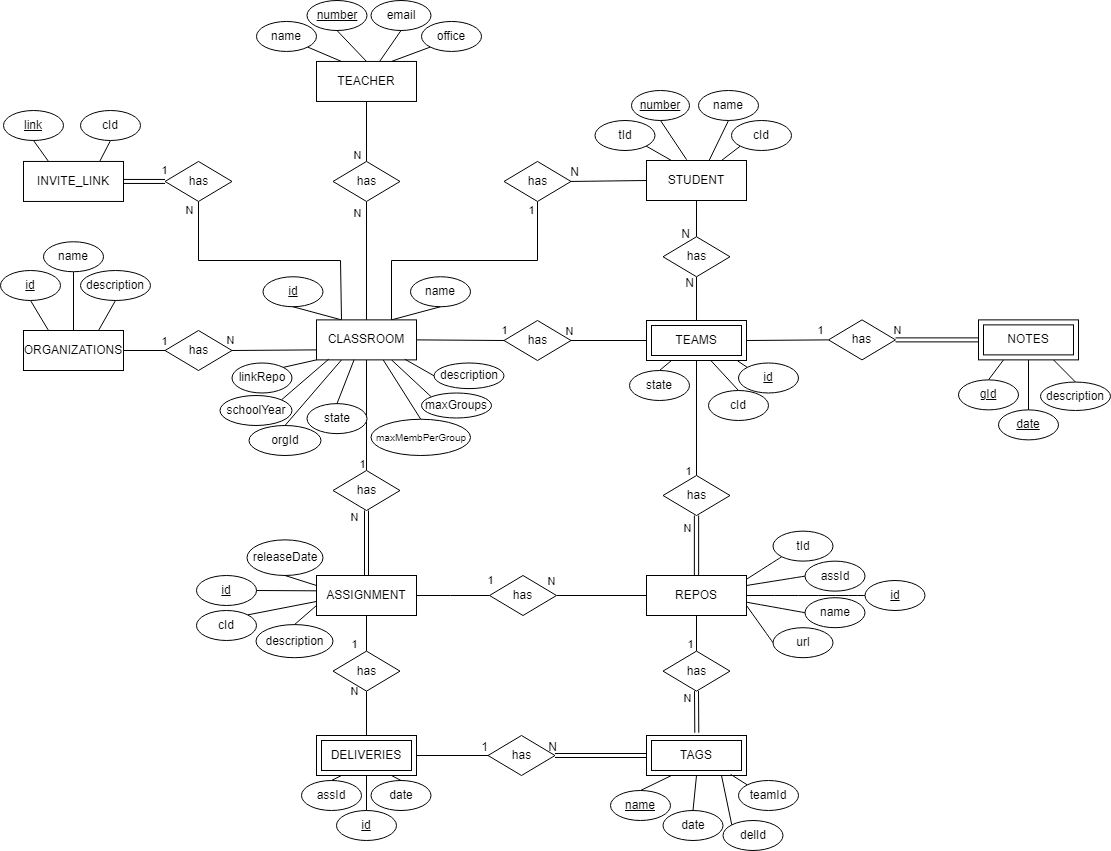 number
email
name
office
TEACHER
number
name
link
cId
tId
cId
N
1
N
INVITE_LINK
has
has
has
STUDENT
N
N
1
N
name
has
N
id
description
id
name
1
N
1
N
1
N
ORGANIZATIONS
has
CLASSROOM
has
TEAMS
has
NOTES
linkRepo
description
state
id
schoolYear
maxGroups
cId
gId
description
state
date
orgId
maxMembPerGroup
1
1
has
has
N
N
releaseDate
tId
id
assId
1
N
ASSIGNMENT
has
REPOS
id
cId
name
description
url
1
1
has
has
N
N
1
N
DELIVERIES
has
TAGS
assId
date
name
teamId
id
date
delId